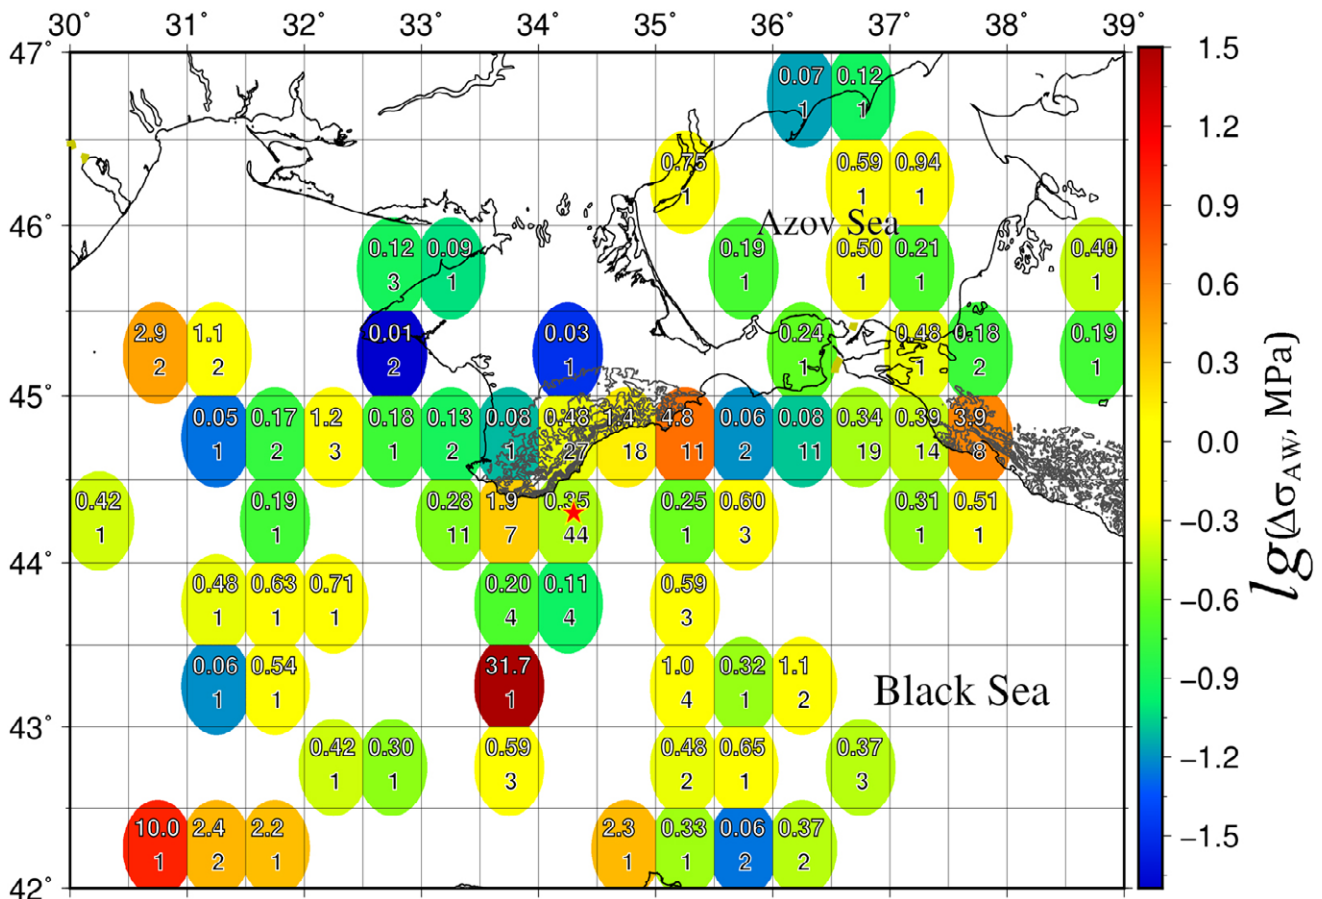 30° 31° 32° 33° 34° 35° 36° 37° 38° 39°
47°
1.5
0.07 0.12
1 1
1.2
0.75 0.59 0.94
1 1 1
0.9
46°
Azov Sea
0.12 0.09 0.19 0.50 0.21 0.40
3 1 1 1 1 1
0.6
2.9 1.1 0.01 0.03 0.24 0.48 0.18 0.19
2 2 2 1 1 1 2 1
0.3
45°
0.05 0.17 1.2 0.18 0.13 0.08 0.48 1.4 4.8 0.06 0.08 0.34 0.39 3.9
1 2 3 1 2 1 27 18 11 2 11 19 14 8
0.0
0.42 0.19 0.28 1.9 0.35 0.25 0.60 0.31 0.51
1 1 11 7 44 1 3 1 1
−0.3
44°
0.48 0.63 0.71 0.20 0.11 0.59
1 1 1 4 4 3
−0.6
0.06 0.54 31.7 1.0 0.32 1.1
1 1 1 4 1 2
−0.9
Black Sea
43°
0.42 0.30 0.59 0.48 0.65 0.37
1 1 3 2 1 3
−1.2
10.0 2.4 2.2 2.3 0.33 0.06 0.37
1 2 1 1 1 2 2
−1.5
42°
lg(ΔσAW, MPa)